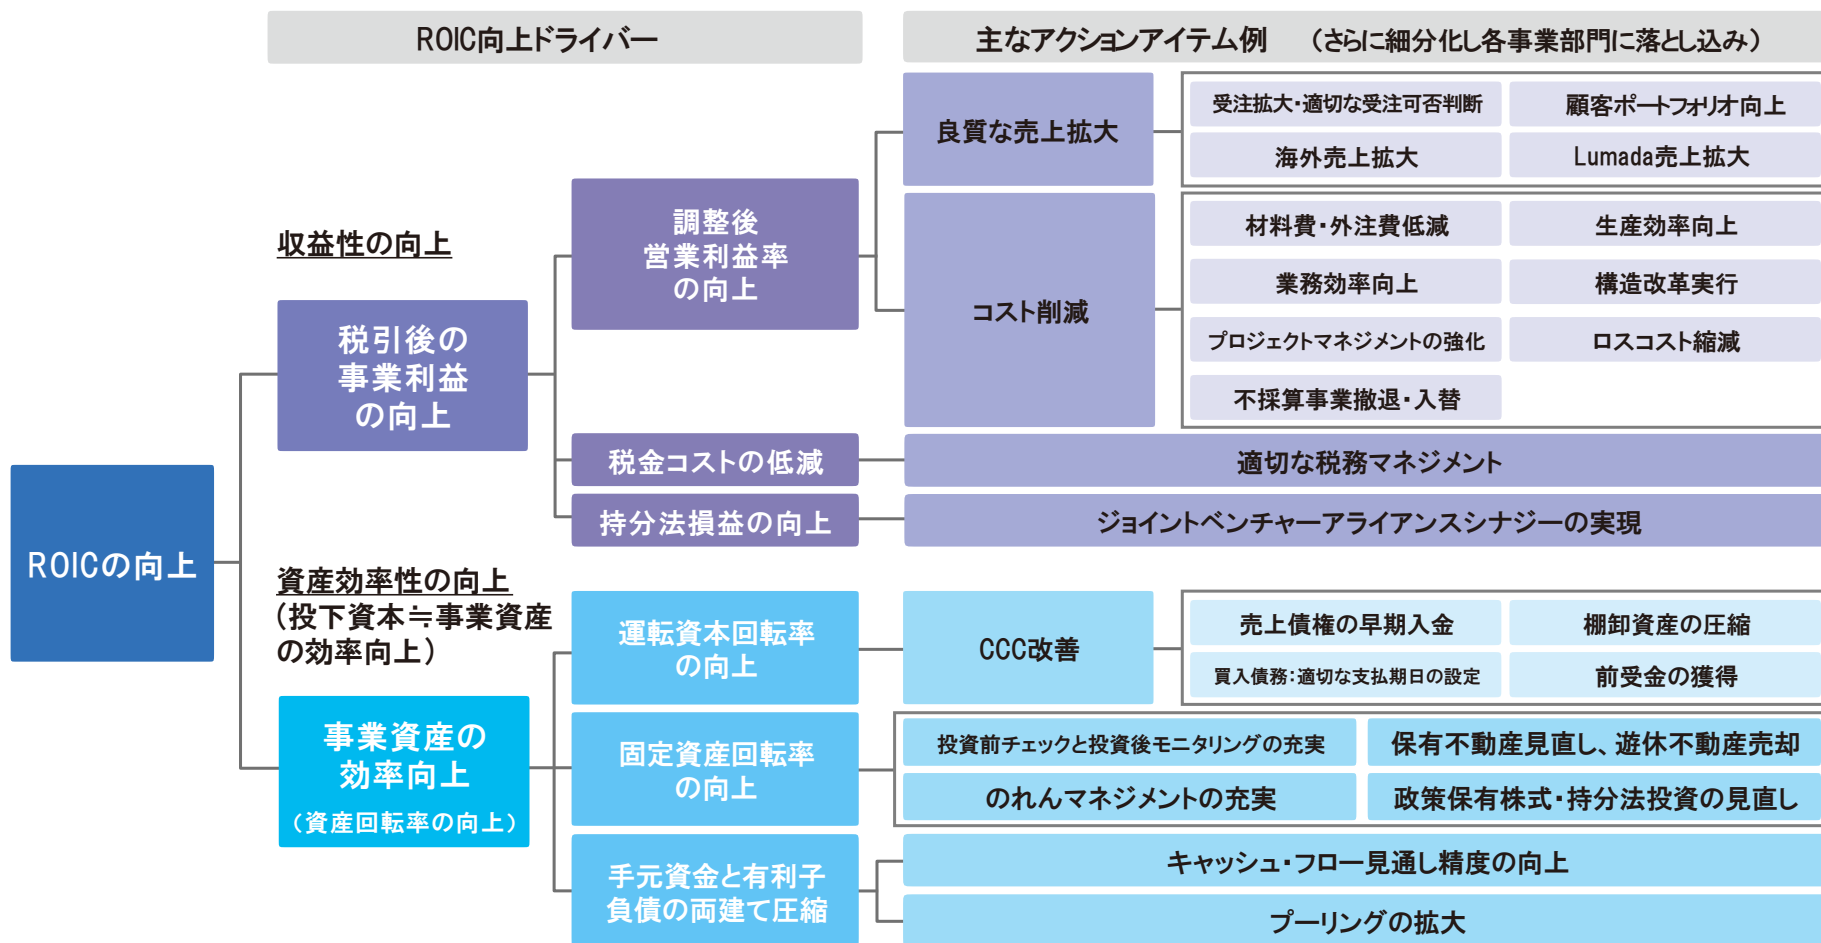 ROIC向上ドライバー
主なアクションアイテム例　（さらに細分化し各事業部門に落とし込み）
ROICの向上
収益性の向上
税引後の
事業利益
の向上
調整後
営業利益率
の向上
良質な売上拡大
受注拡大・適切な受注可否判断
顧客ポートフォリオ向上
海外売上拡大
Lumada売上拡大
コスト削減
材料費・外注費低減
生産効率向上
業務効率向上
構造改革実行
プロジェクトマネジメントの強化
ロスコスト縮減
不採算事業撤退・入替
税金コストの低減
適切な税務マネジメント
持分法損益の向上
ジョイントベンチャーアライアンスシナジーの実現
資産効率性の向上
（投下資本≒事業資産
の効率向上）
事業資産の
効率向上
（資産回転率の向上）
運転資本回転率
の向上
CCC改善
売上債権の早期入金
棚卸資産の圧縮
買入債務：適切な支払期日の設定
前受金の獲得
固定資産回転率
の向上
投資前チェックと投資後モニタリングの充実
保有不動産見直し、遊休不動産売却
のれんマネジメントの充実
政策保有株式・持分法投資の見直し
手元資金と有利子
負債の両建て圧縮
キャッシュ・フロー見通し精度の向上
プーリングの拡大